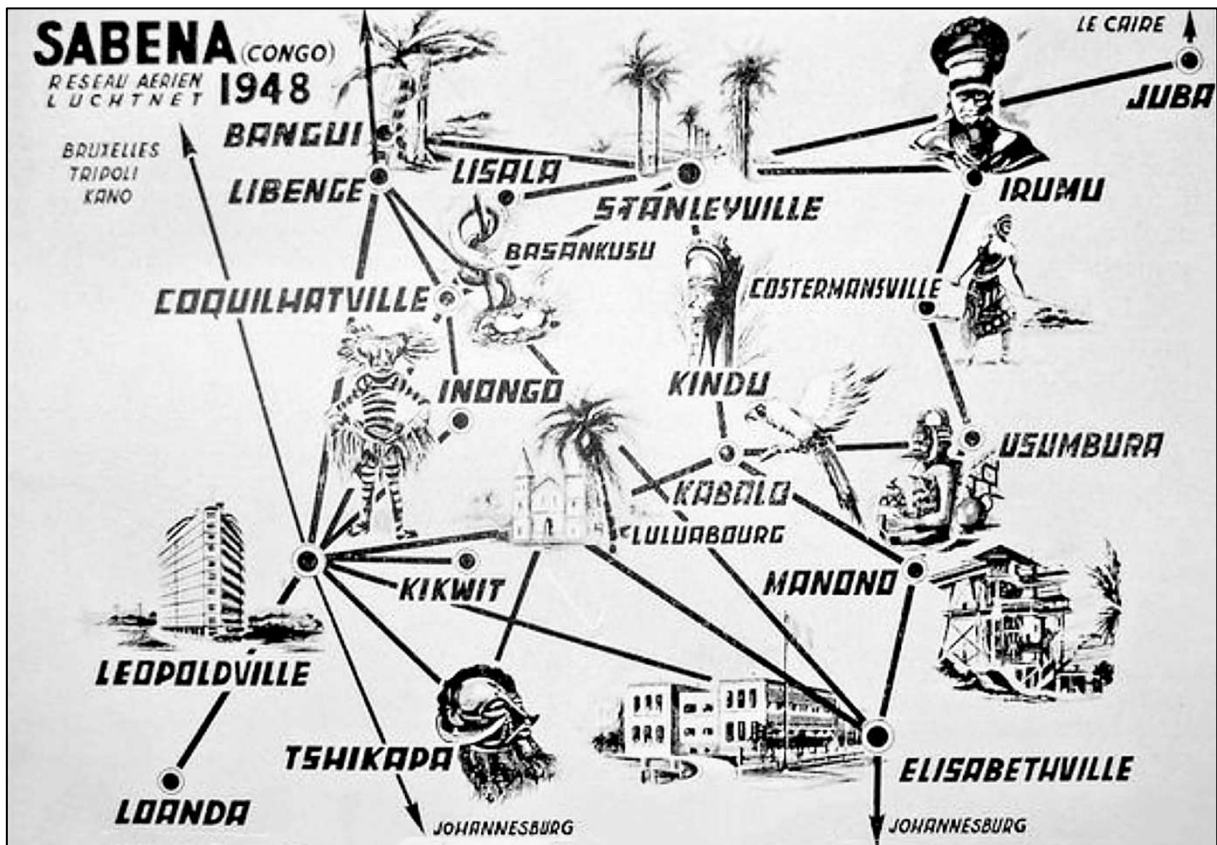 SABENA (CONGO)
RESEAU AERIEN
LUCHTNET 1948
LE CAIRE
JUBA
BRUXELLES
TRIPOLI
KANO
BANGUI
LIBENGE
LISALA
STANLEYVILLE
IRUMU
BASANKUSU
COQUILHATVILLE
COSTERMANSVILLE
INONGO
KINDU
USUMBURA
KABALO
LULUABOURG
KIKWIT
MANONO
LEOPOLDVILLE
TSHIKAPA
ELISABETHVILLE
LOANDA
JOHANNESBURG
JOHANNESBURG